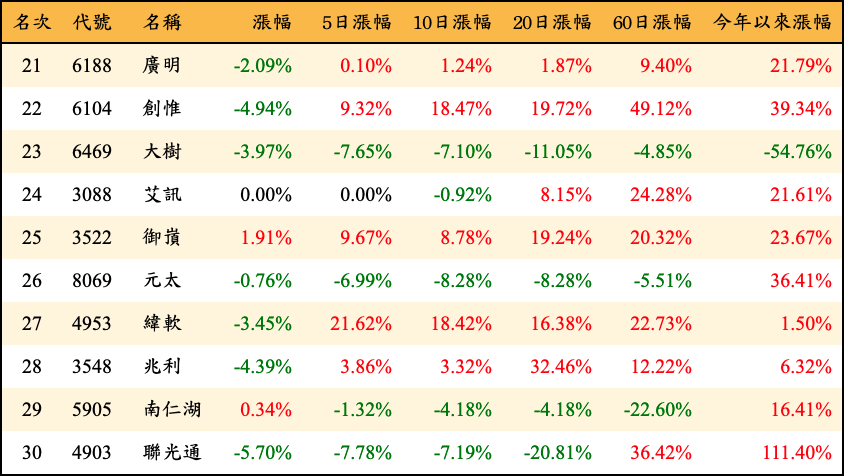 名次 代號 名稱 漲幅 5日漲幅 10日漲幅 20日漲幅 60日漲幅 今年以來漲幅
21 6188 廣明 -2.09% 0.10% 1.24% 1.87% 9.40% 21.79%
22 6104 創惟 -4.94% 9.32% 18.47% 19.72% 49.12% 39.34%
23 6469 大樹 -3.97% -7.65% -7.10% -11.05% -4.85% -54.76%
24 3088 艾訊 0.00% 0.00% -0.92% 8.15% 24.28% 21.61%
25 3522 御嵿 1.91% 9.67% 8.78% 19.24% 20.32% 23.67%
26 8069 元太 -0.76% -6.99% -8.28% -8.28% -5.51% 36.41%
27 4953 緯軟 -3.45% 21.62% 18.42% 16.38% 22.73% 1.50%
28 3548 兆利 -4.39% 3.86% 3.32% 32.46% 12.22% 6.32%
29 5905 南仁湖 0.34% -1.32% -4.18% -4.18% -22.60% 16.41%
30 4903 聯光通 -5.70% -7.78% -7.19% -20.81% 36.42% 111.40%